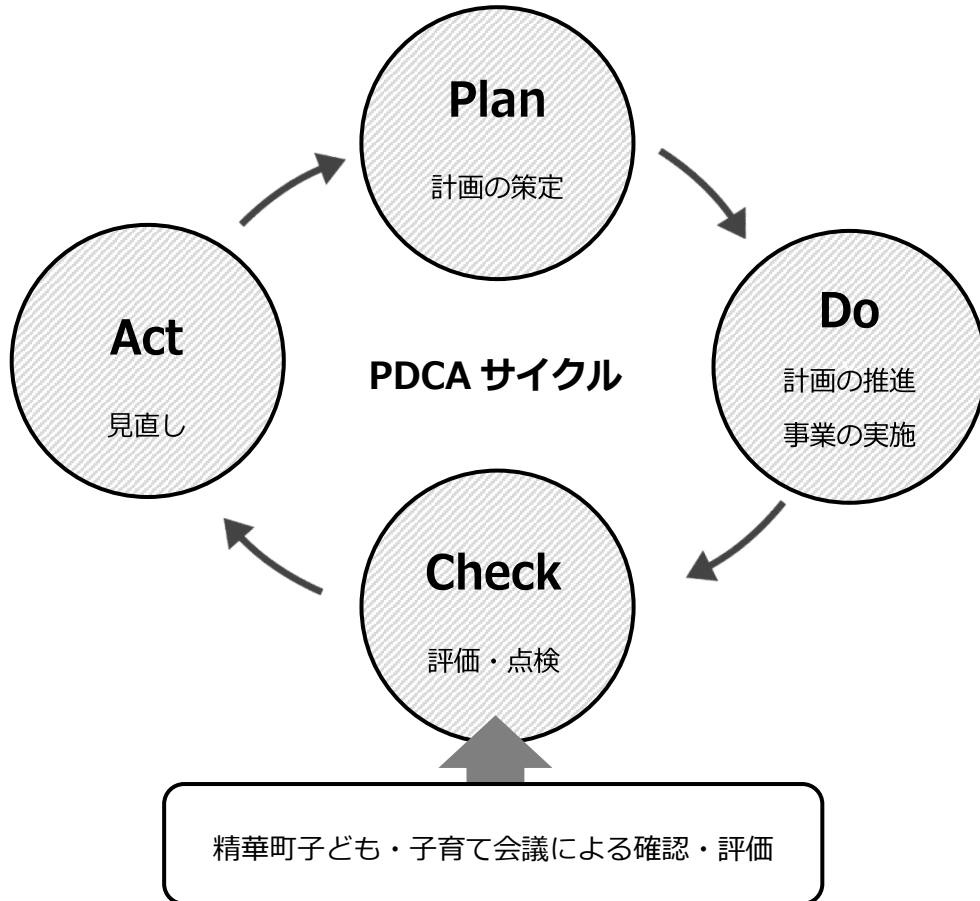 Plan
計画の策定
Do
計画の推進
事業の実施
Act
見直し
PDCA サイクル
Check
評価・点検
精華町子ども・子育て会議による確認・評価